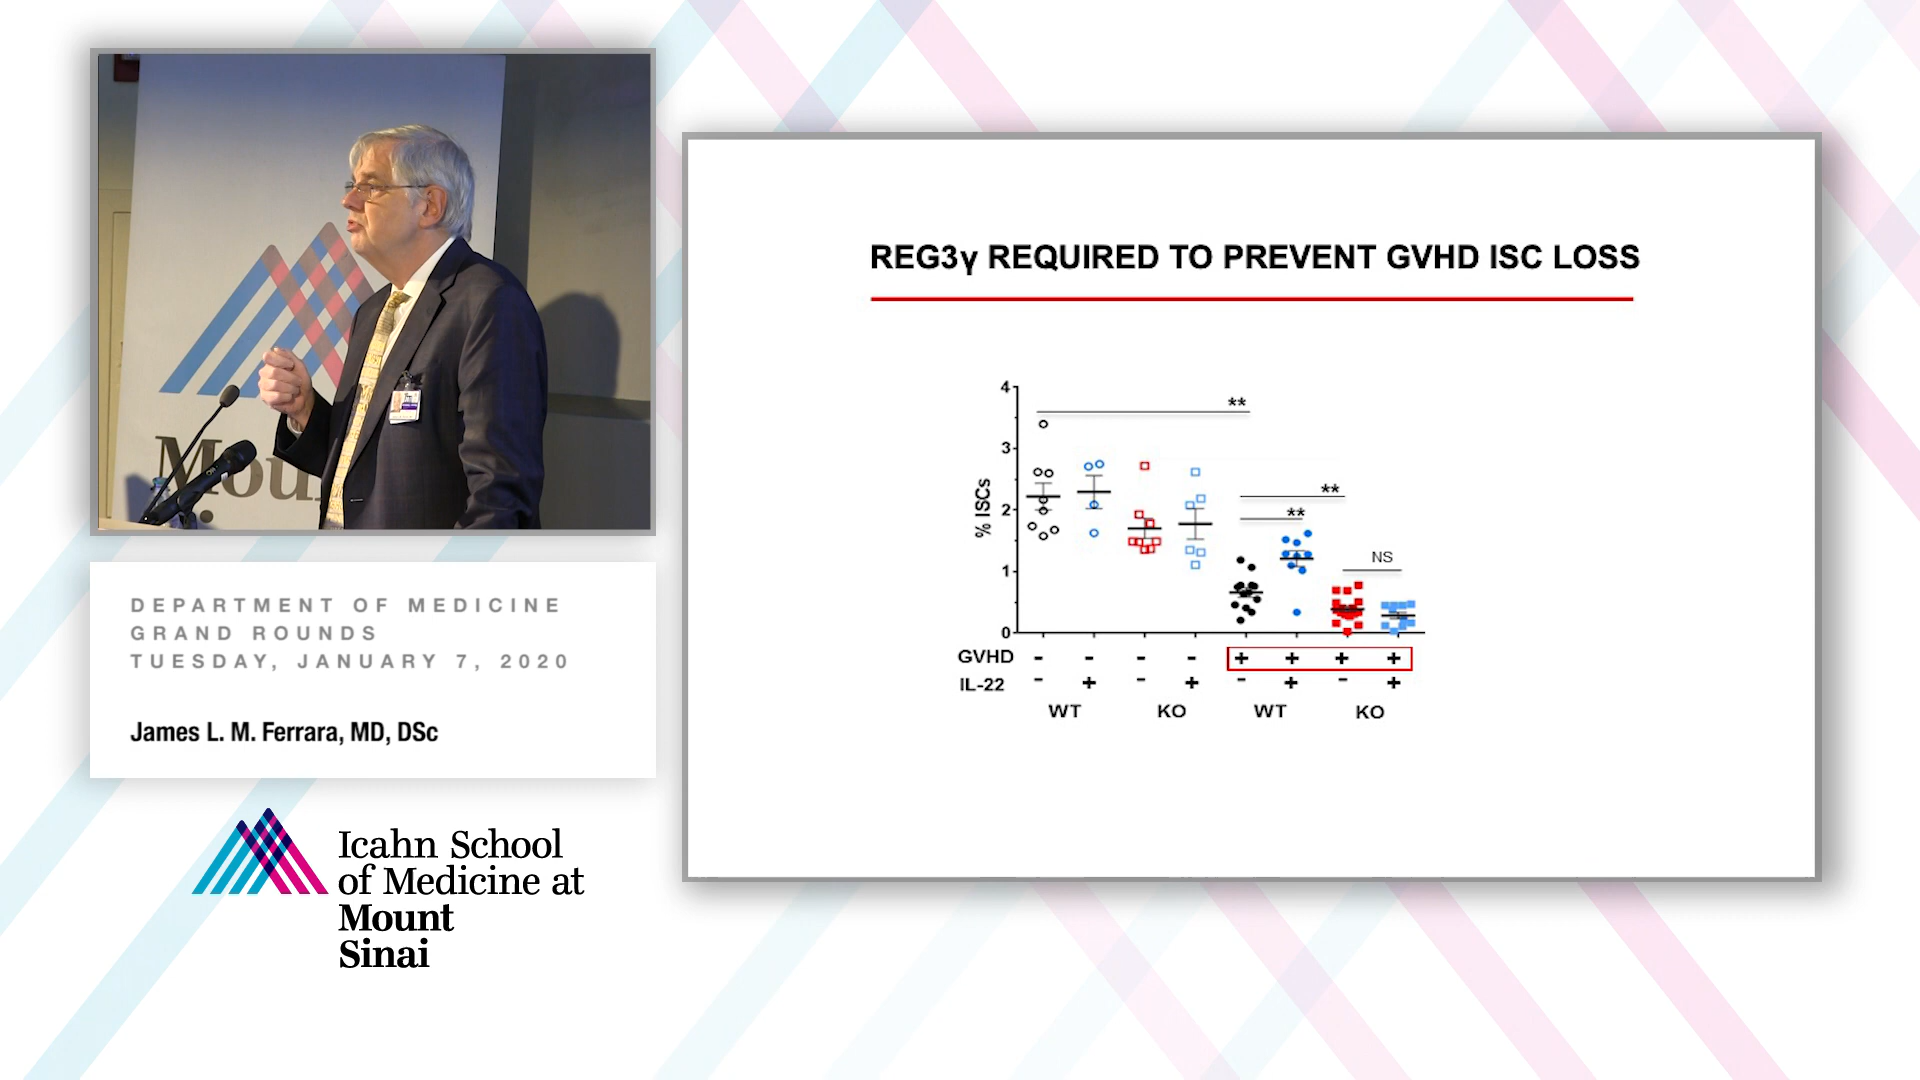 Mou
DEPARTMENT OF MEDICINE
GRAND ROUNDS
TUESDAY, JANUARY 7, 2020
James L. M. Ferrara, MD, DSc
Icahn School
of Medicine at
Mount
Sinai
REG3γ REQUIRED TO PREVENT GVHD ISC LOSS
% ISCs
4
3
2
1
0
**
**
**
NS
GVHD - - - - + + + +
IL-22 - + - + - + - +
WT KO WT KO